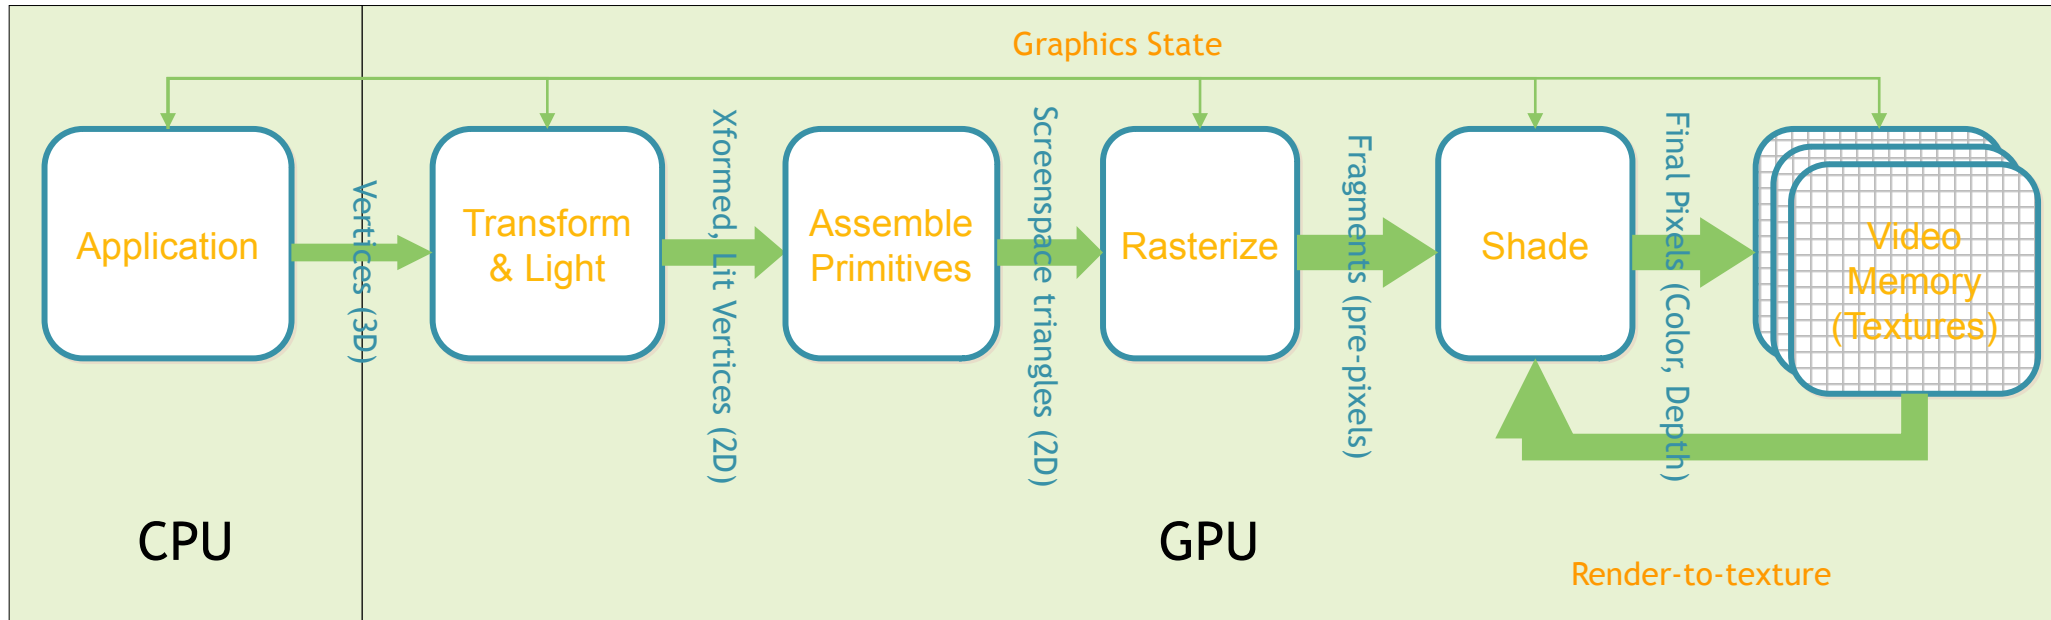 Graphics State
Application
Vertices (3D)
Transform
& Light
Xformed, Lit Vertices (2D)
Assemble
Primitives
Screenspace triangles (2D)
Rasterize
Fragments (pre-pixels)
Shade
Final Pixels (Color, Depth)
Video
Memory
(Textures)
CPU
GPU
Render-to-texture